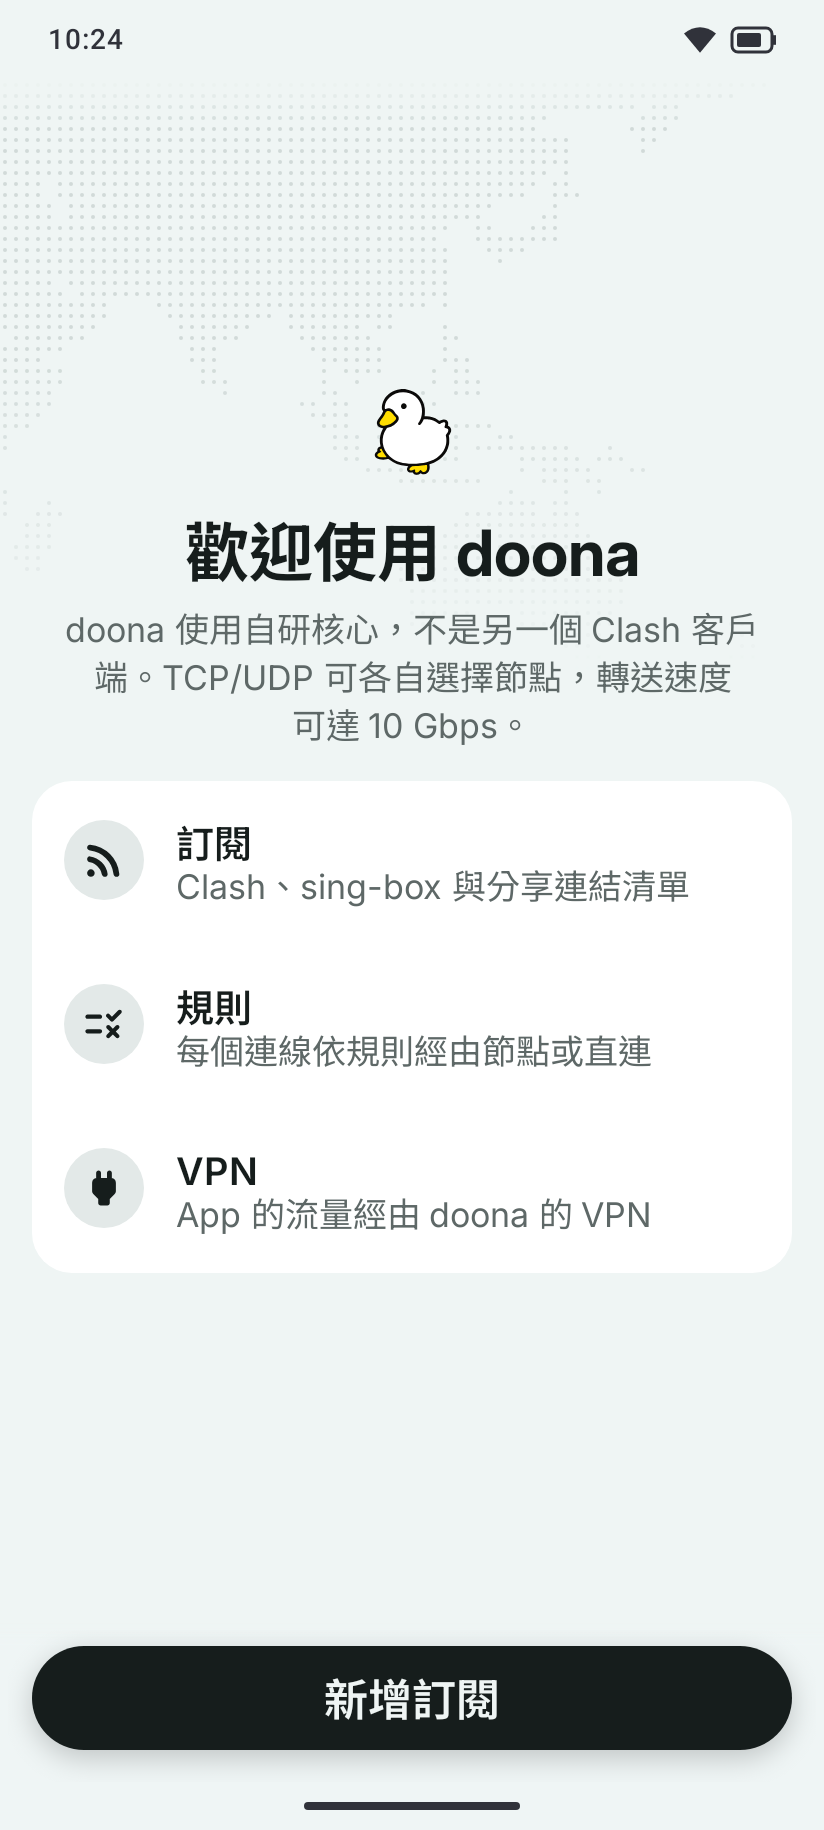 10:24
歡迎使用 doona
doona 使用自研核心，不是另一個 Clash 客戶
端。TCP/UDP 可各自選擇節點，轉送速度
可達 10 Gbps。
訂閱
Clash、sing-box 與分享連結清單
規則
每個連線依規則經由節點或直連
VPN
App 的流量經由 doona 的 VPN
新增訂閱